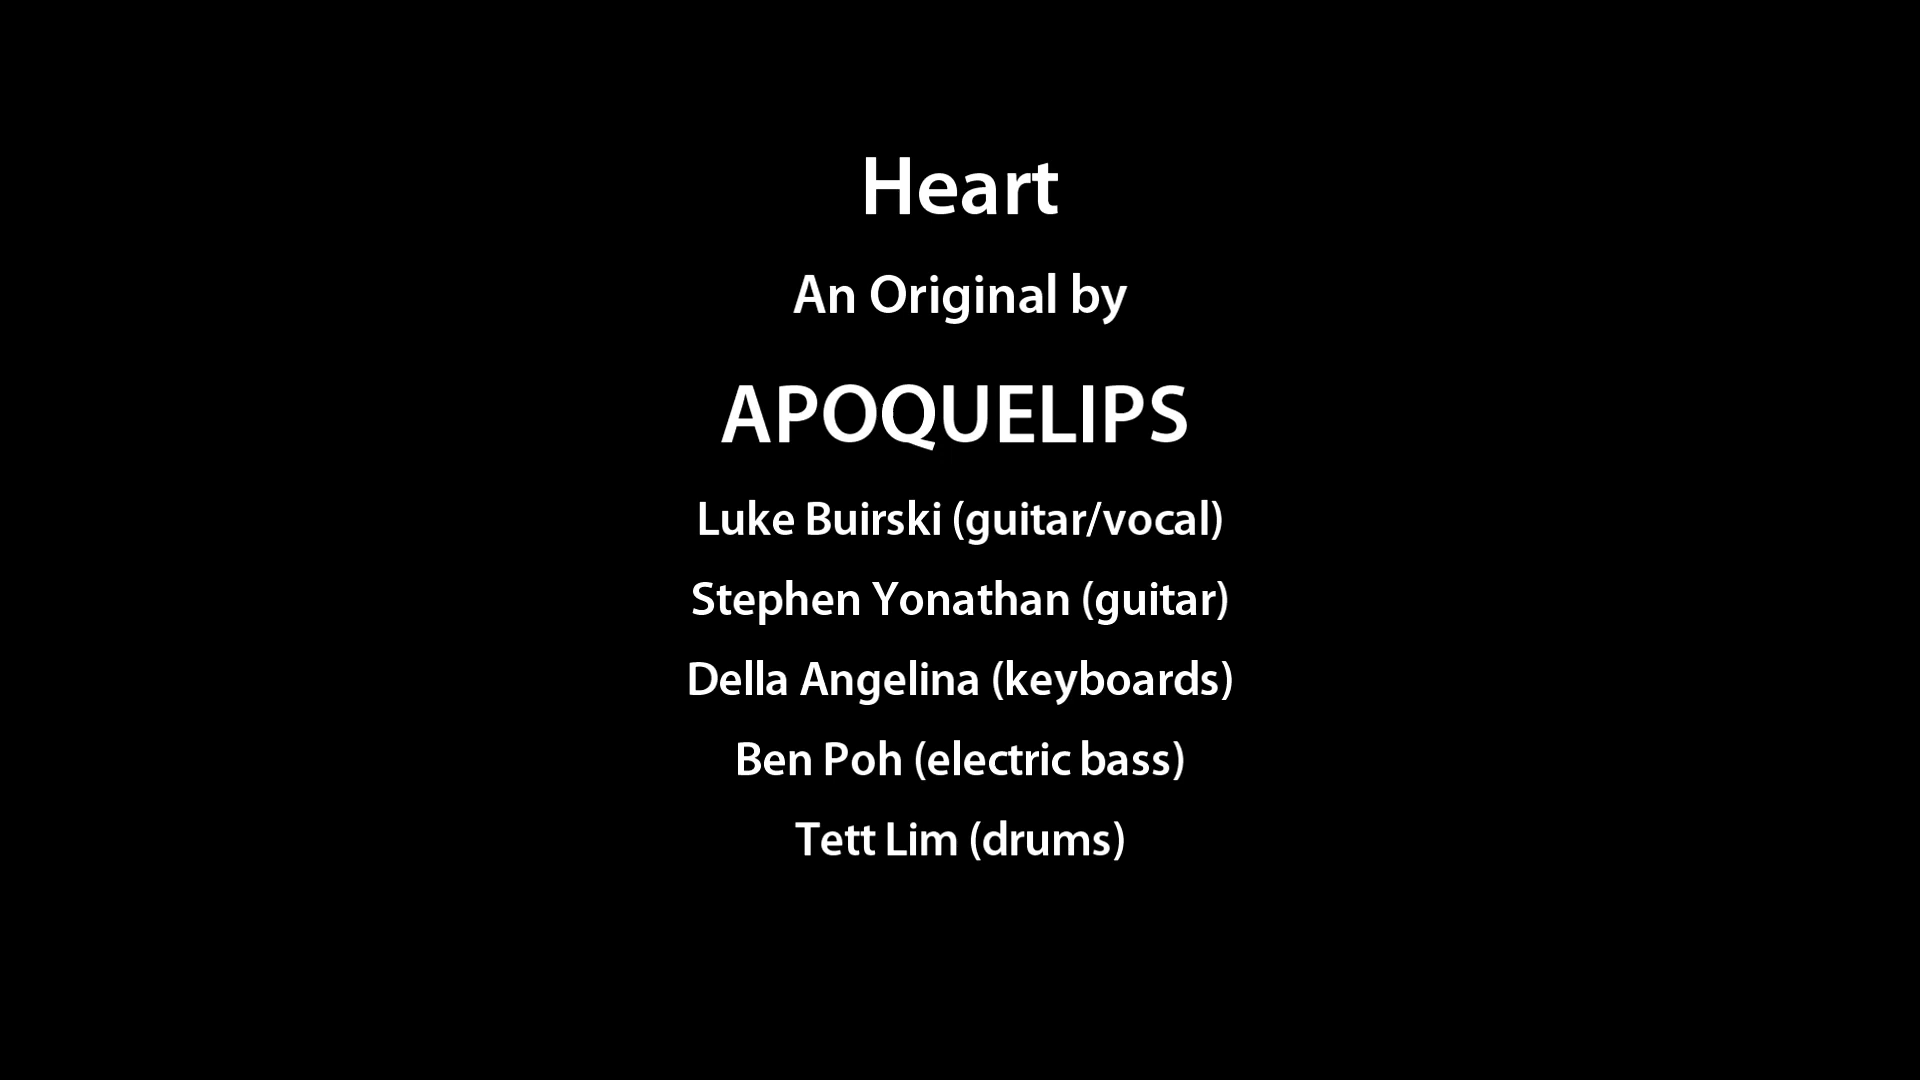 Heart
An Original by
APOQUELIPS
Luke Buirski (guitar/vocal)
Stephen Yonathan (guitar)
Della Angelina (keyboards)
Ben Poh (electric bass)
Tett Lim (drums)